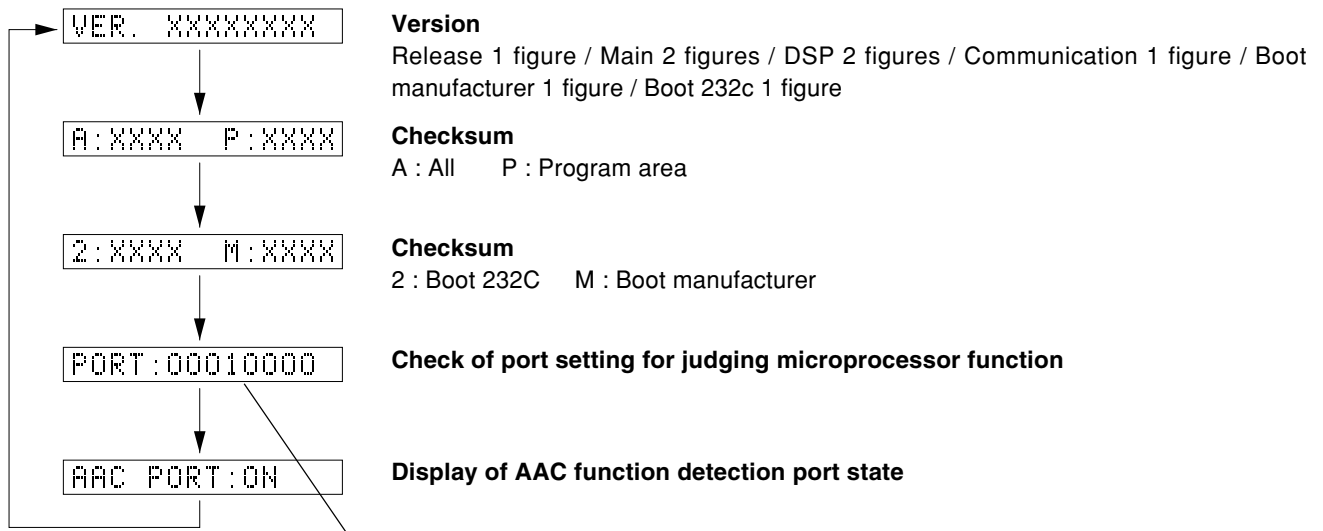 VER. XXXXXXXX
Version
Release 1 figure / Main 2 figures / DSP 2 figures / Communication 1 figure / Boot
manufacturer 1 figure / Boot 232c 1 figure
A:XXXX P:XXXX
Checksum
A : All P : Program area
2:XXXX M:XXXX
Checksum
2 : Boot 232C M : Boot manufacturer
PORT:00010000
Check of port setting for judging microprocessor function
AAC PORT:ON
Display of AAC function detection port state